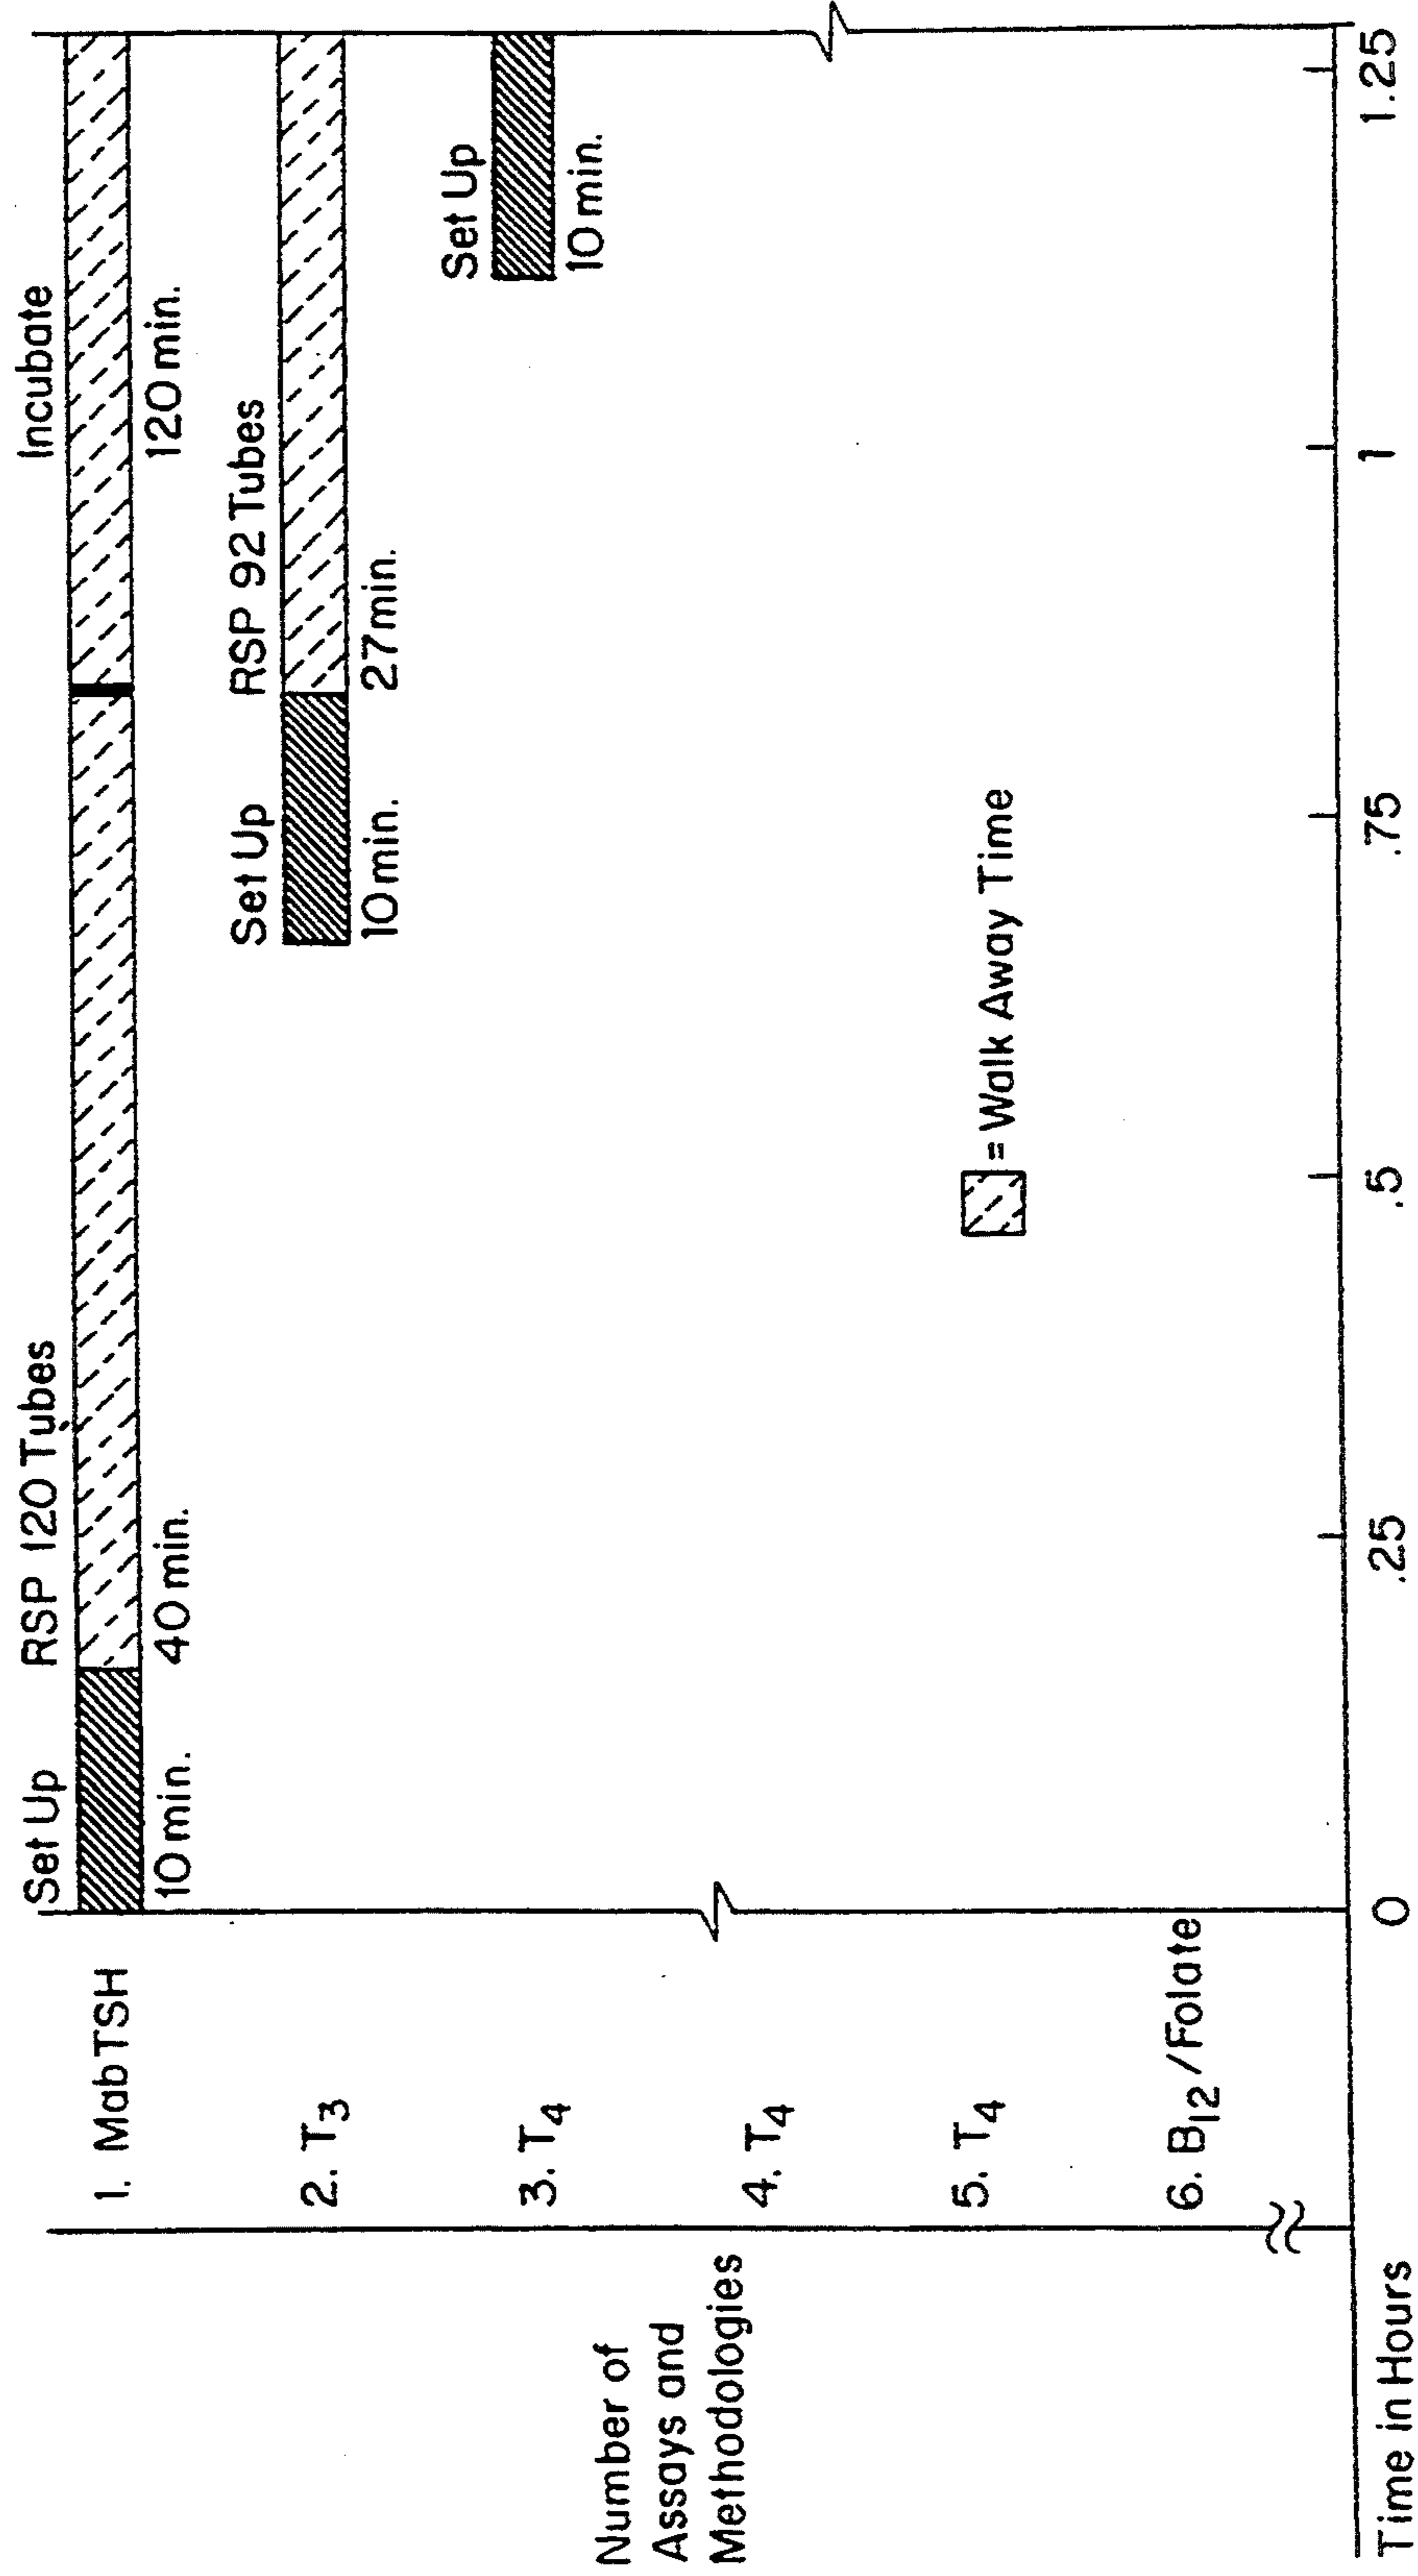 Set Up
RSP 120 Tubes
Incubate
1. MabTSH
10 min.
40 min.
120 min.
Set Up
RSP 92 Tubes
2. T3
10 min.
27 min.
Set Up
3. T4
10 min.
Number of
Assays and
Methodologies
4. T4
5. T4
= Walk Away Time
6. B12/Folate
0
.25
.5
.75
1
1.25
Time in Hours